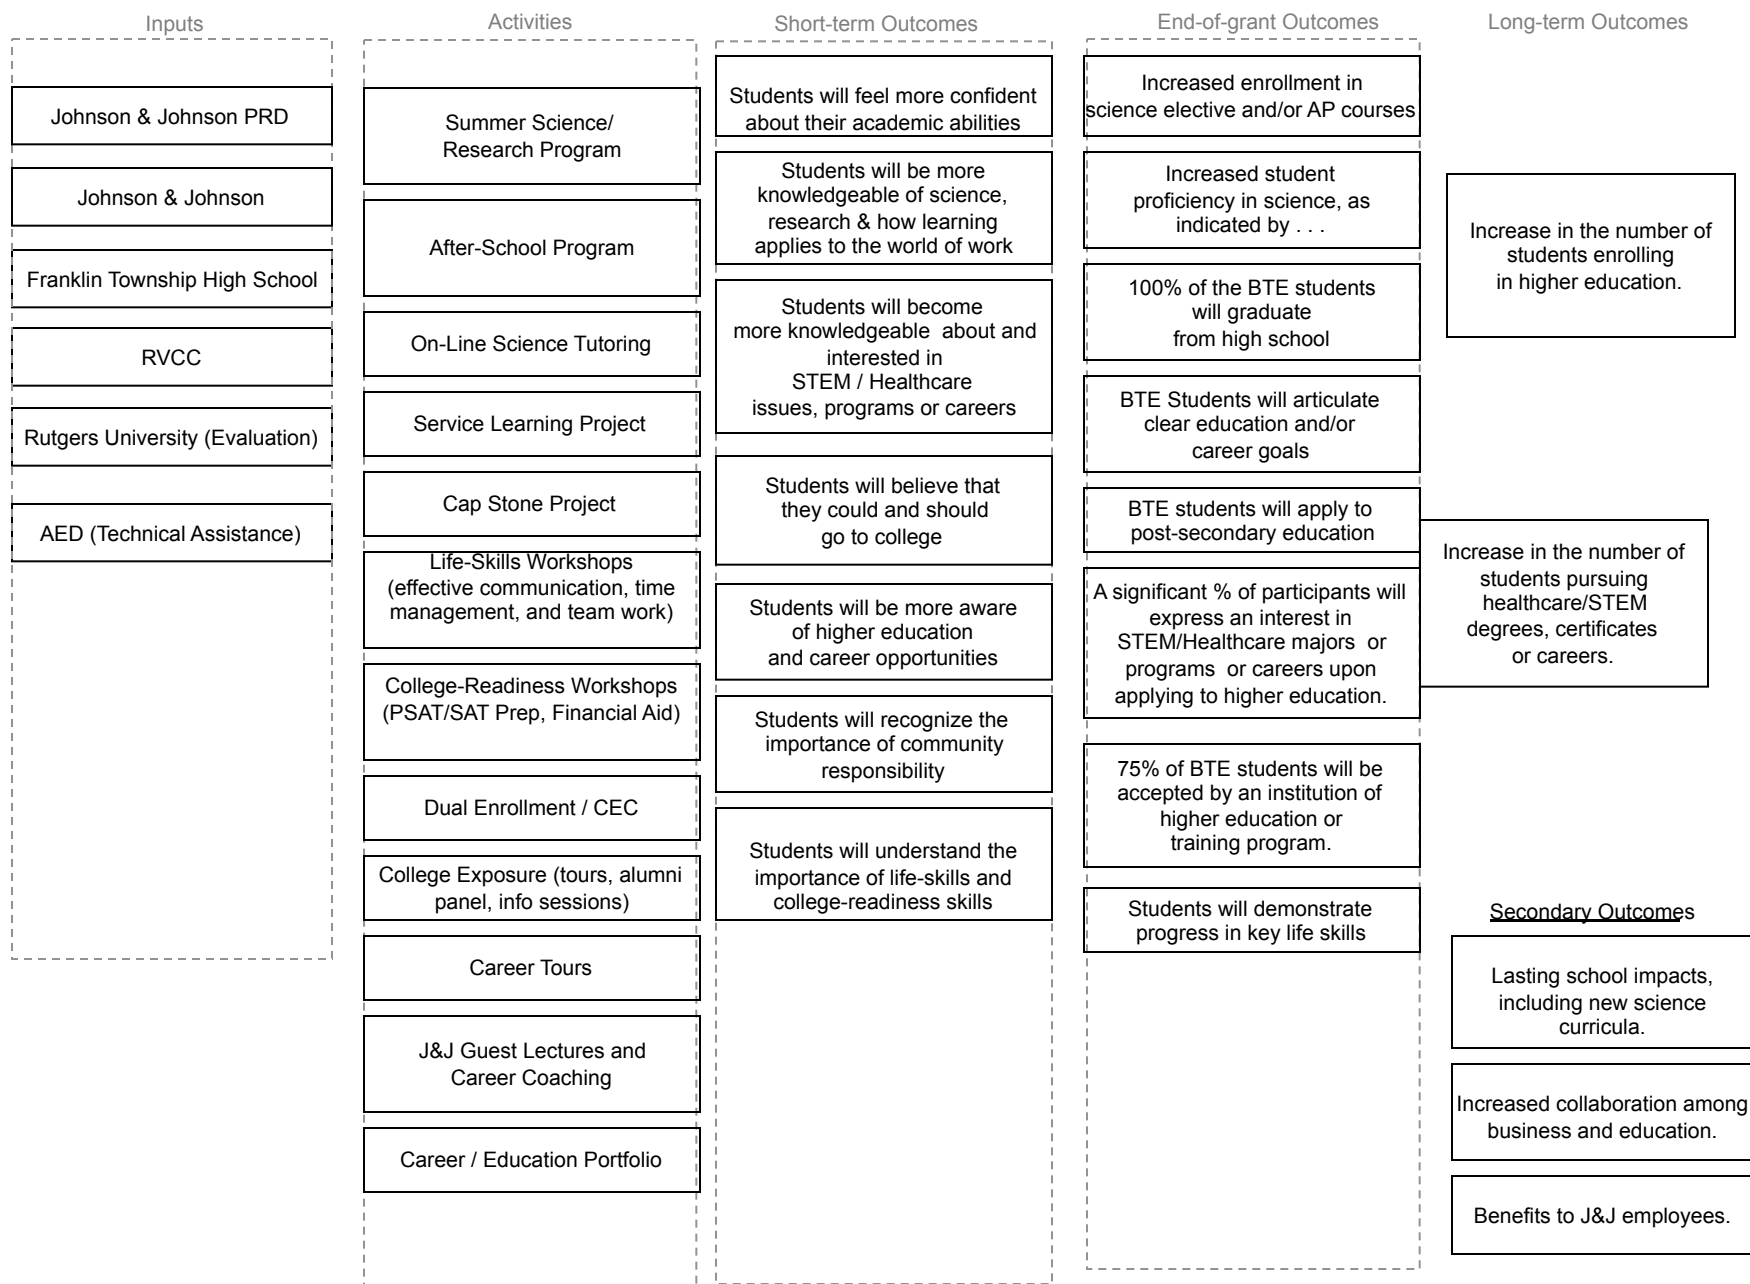 Inputs
Johnson & Johnson PRD
Johnson & Johnson
Franklin Township High School
RVCC
Rutgers University (Evaluation)
AED (Technical Assistance)
Activities
Summer Science/
Research Program
After-School Program
On-Line Science Tutoring
Service Learning Project
Cap Stone Project
Life-Skills Workshops
(effective communication, time
management, and team work)
College-Readiness Workshops
(PSAT/SAT Prep, Financial Aid)
Dual Enrollment / CEC
College Exposure (tours, alumni
panel, info sessions)
Career Tours
J&J Guest Lectures and
Career Coaching
Career / Education Portfolio
Short-term Outcomes
Students will feel more confident
about their academic abilities
Students will be more
knowledgeable of science,
research & how learning
applies to the world of work
Students will become
more knowledgeable about and
interested in
STEM / Healthcare
issues, programs or careers
Students will believe that
they could and should
go to college
Students will be more aware
of higher education
and career opportunities
Students will recognize the
importance of community
responsibility
Students will understand the
importance of life-skills and
college-readiness skills
End-of-grant Outcomes
Increased enrollment in
science elective and/or AP courses
Increased student
proficiency in science, as
indicated by . . .
100% of the BTE students
will graduate
from high school
BTE Students will articulate
clear education and/or
career goals
BTE students will apply to
post-secondary education
A significant % of participants will
express an interest in
STEM/Healthcare majors or
programs or careers upon
applying to higher education.
75% of BTE students will be
accepted by an institution of
higher education or
training program.
Students will demonstrate
progress in key life skills
Long-term Outcomes
Increase in the number of
students enrolling
in higher education.
Increase in the number of
students pursuing
healthcare/STEM
degrees, certificates
or careers.
Secondary Outcomes
Lasting school impacts,
including new science
curricula.
Increased collaboration among
business and education.
Benefits to J&J employees.